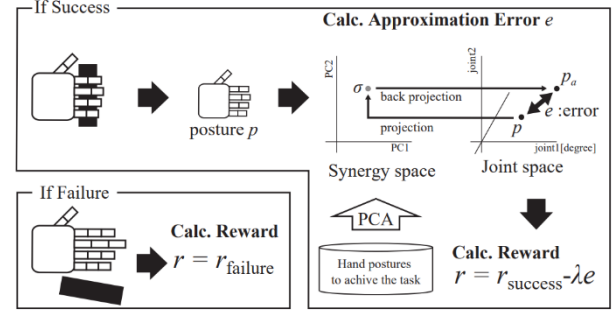 If Success
Calc. Approximation Error e
posture p
PC2
σ
back projection
projection
PC1
Synergy space
joint2
pₐ
e :error
p
joint1[degree]
Joint space
PCA
Hand postures
to achive the task
Calc. Reward
r = r_success-λe
If Failure
Calc. Reward
r = r_failure